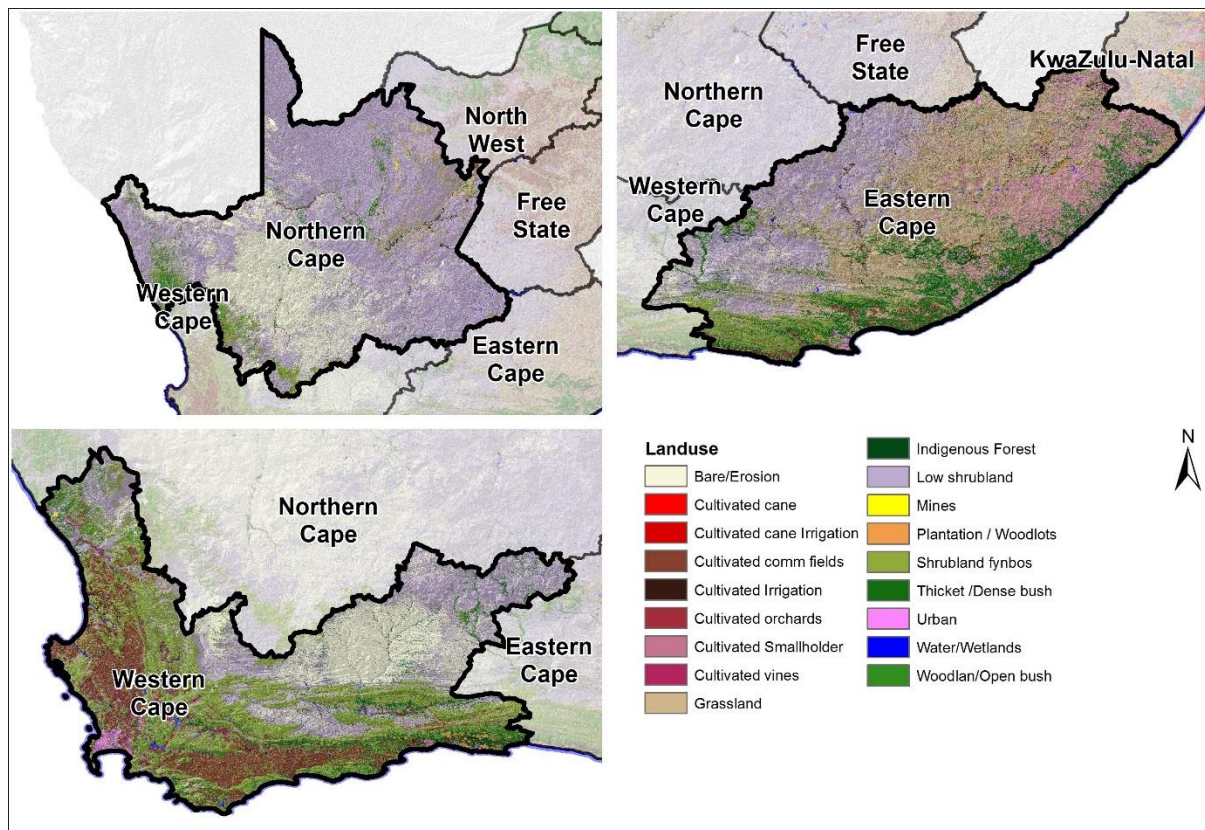 North
West
Free
State
Northern
Cape
Western
Cape
Eastern
Cape
Free
State
KwaZulu-Natal
Northern
Cape
Western
Cape
Eastern
Cape
Northern
Cape
Eastern
Cape
Western
Cape
N
Landuse
Bare/Erosion
Cultivated cane
Cultivated cane Irrigation
Cultivated comm fields
Cultivated Irrigation
Cultivated orchards
Cultivated Smallholder
Cultivated vines
Grassland
Indigenous Forest
Low shrubland
Mines
Plantation / Woodlots
Shrubland fynbos
Thicket /Dense bush
Urban
Water/Wetlands
Woodlan/Open bush